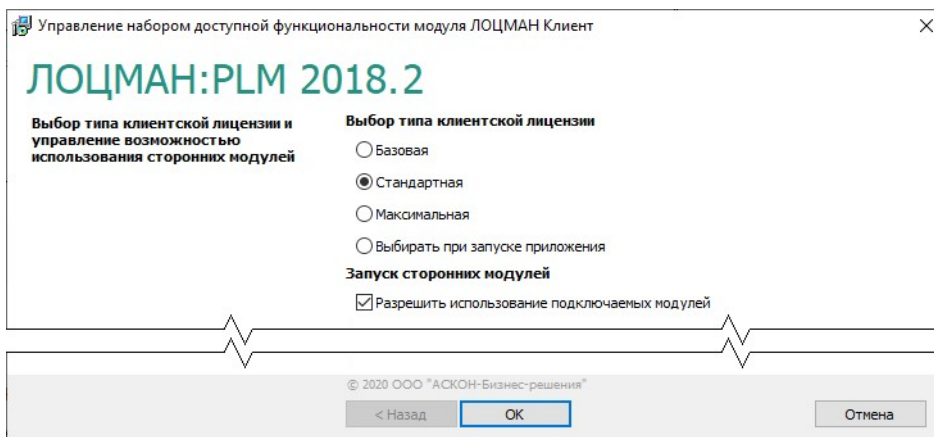 Управление набором доступной функциональности модуля ЛОЦМАН Клиент
ЛОЦМАН:PLM 2018.2
Выбор типа клиентской лицензии и
управление возможностью
использования сторонних модулей
Выбор типа клиентской лицензии
Базовая
Стандартная
Максимальная
Выбирать при запуске приложения
Запуск сторонних модулей
Разрешить использование подключаемых модулей
© 2020 ООО "АСКОН-Бизнес-решения"
< Назад
ОК
Отмена